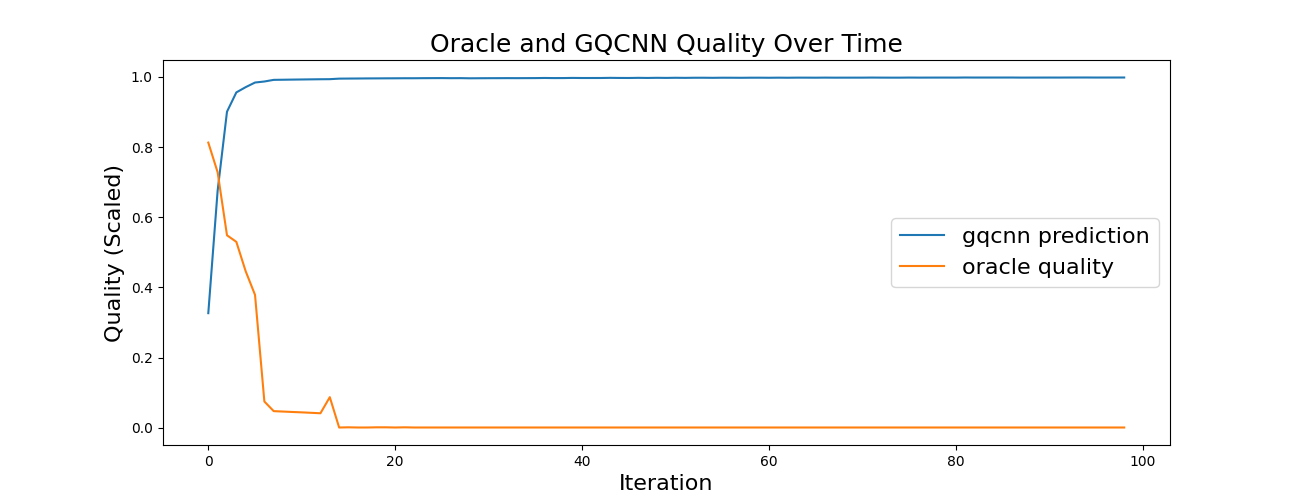 Oracle and GQCNN Quality Over Time
1.0
0.8
0.6
0.4
0.2
0.0
Quality (Scaled)
gqcnn prediction
oracle quality
0 20 40 60 80 100
Iteration